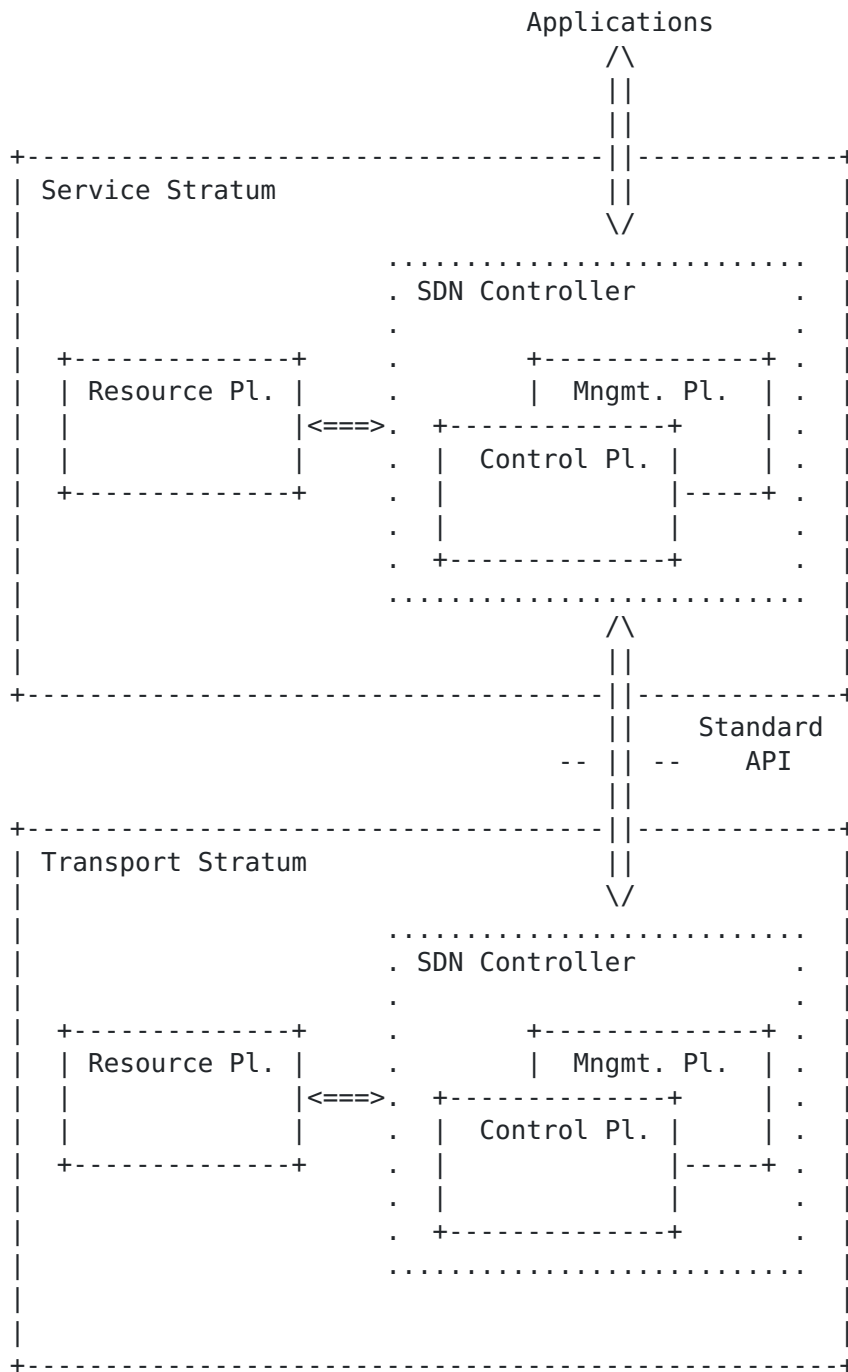 Applications
Service Stratum
SDN Controller
Resource Pl.
Mngmt. Pl.
Control Pl.
Standard
API
Transport Stratum
SDN Controller
Resource Pl.
Mngmt. Pl.
Control Pl.